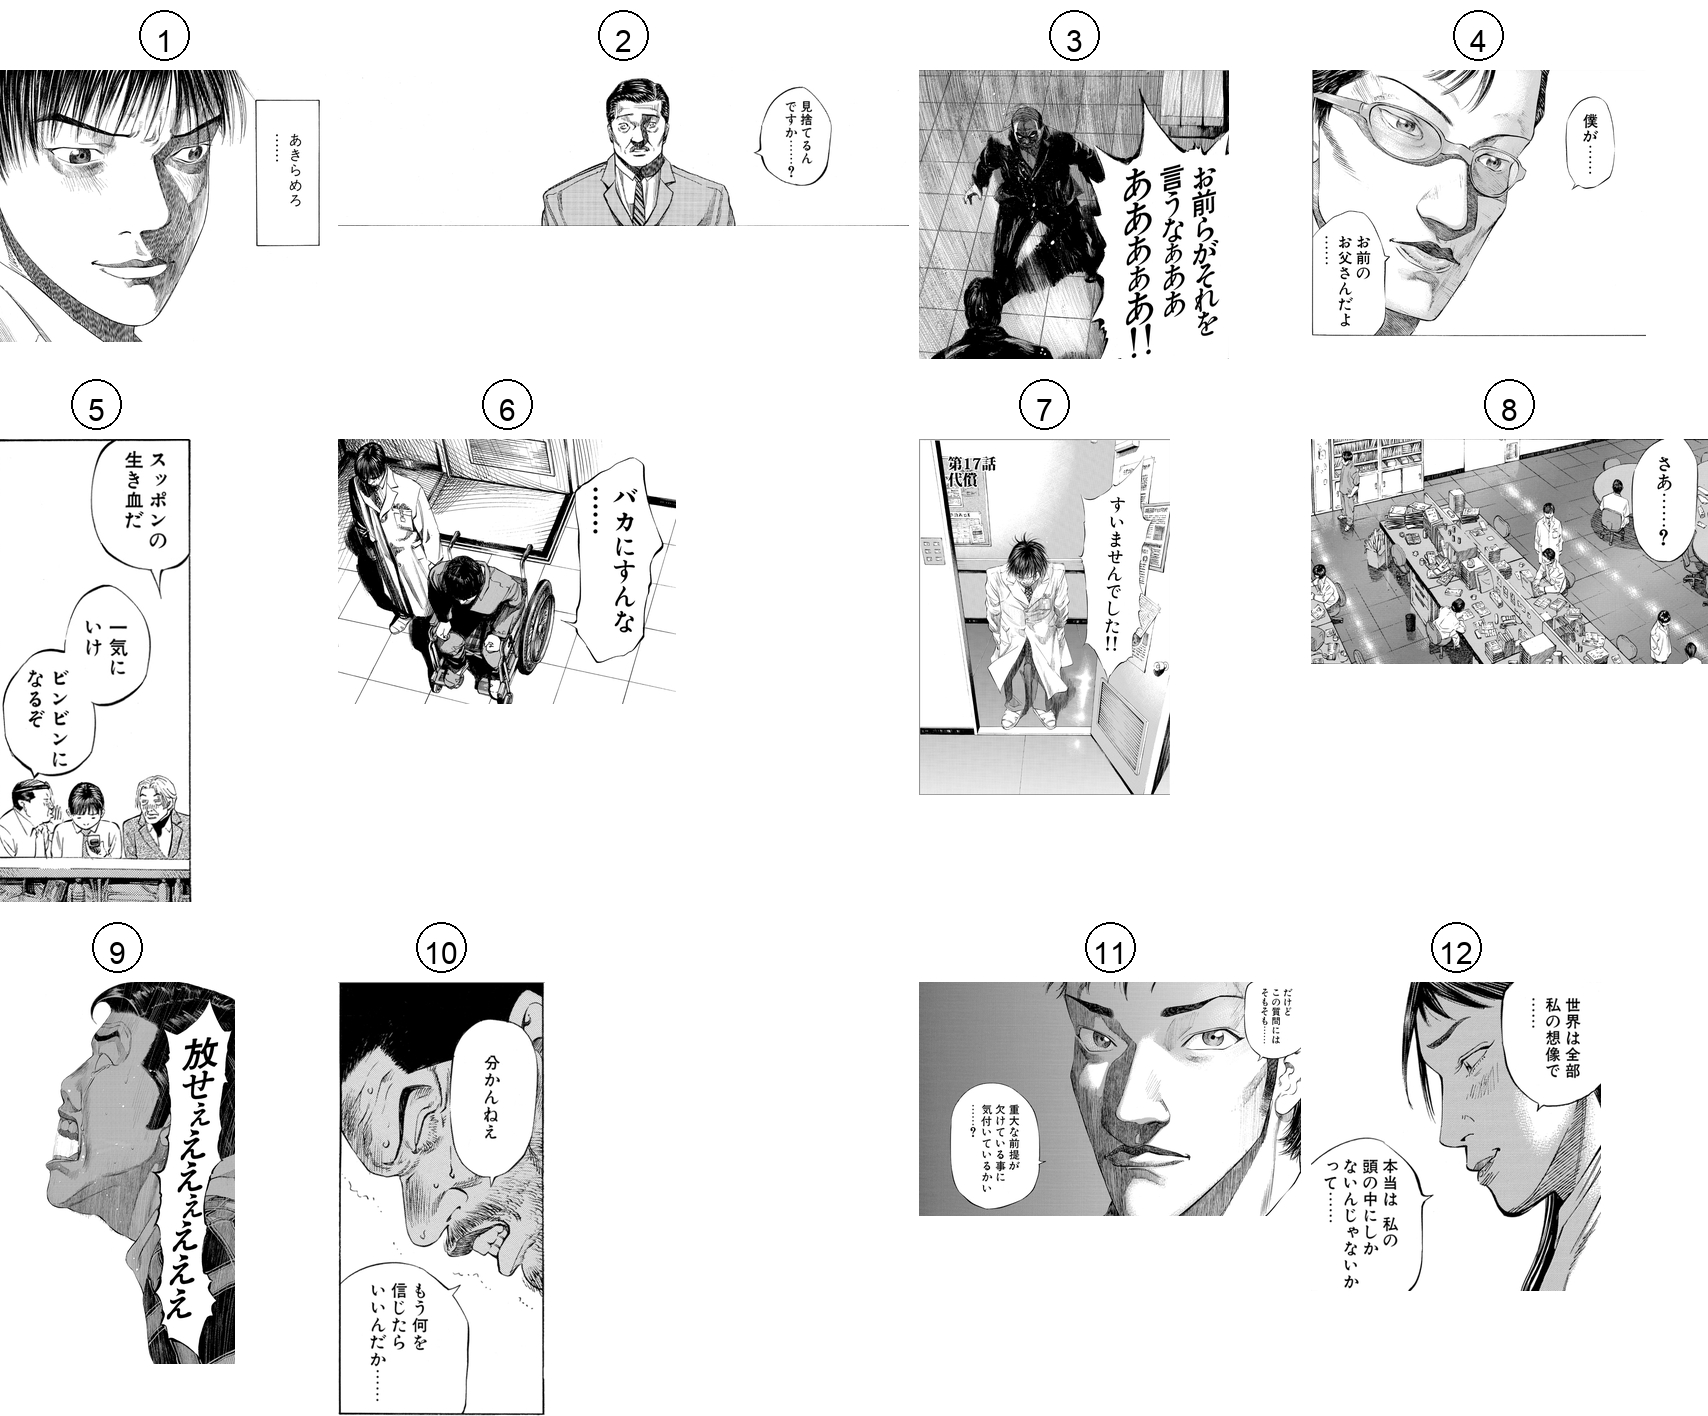 1
あきらめろ
……
2
見捨てるん
ですか……?
3
お前らがそれを
言うなぁああ
あああぁああ!!
4
僕が……
お前の
お父さんだよ
……
5
スッポンの
生き血だ
一気に
いけ
ビンビンに
なるぞ
6
バカにすんな
……
7
第17話
代償
すいませんでした!!
8
さあ……?
9
放せぇええぇええええ
10
分かんねえ
もう何を
信じたら
いいんだか……
11
だけど
この質問には
そもそも……
重大な前提が
欠けている事に
気付いているかい
……?
12
世界は全部
私の想像で
……
本当は 私の
頭の中にしか
ないんじゃないか
って……